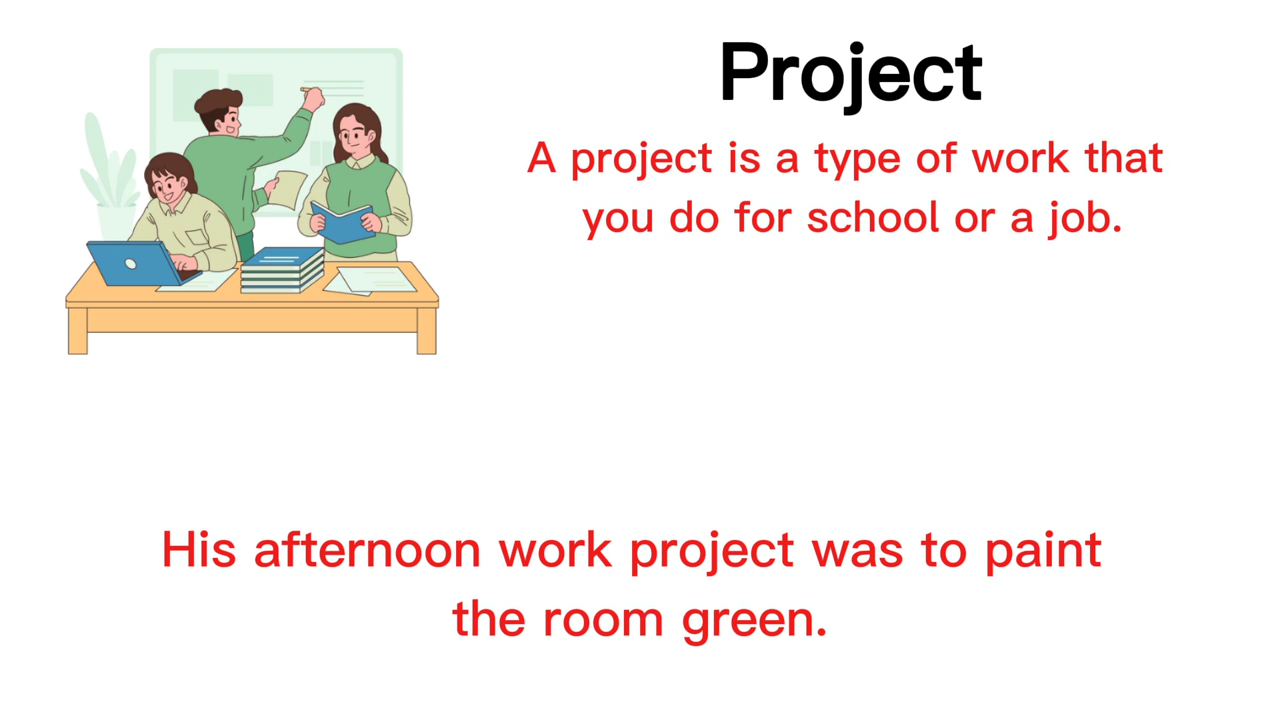 Project
A project is a type of work that
you do for school or a job.
His afternoon work project was to paint
the room green.